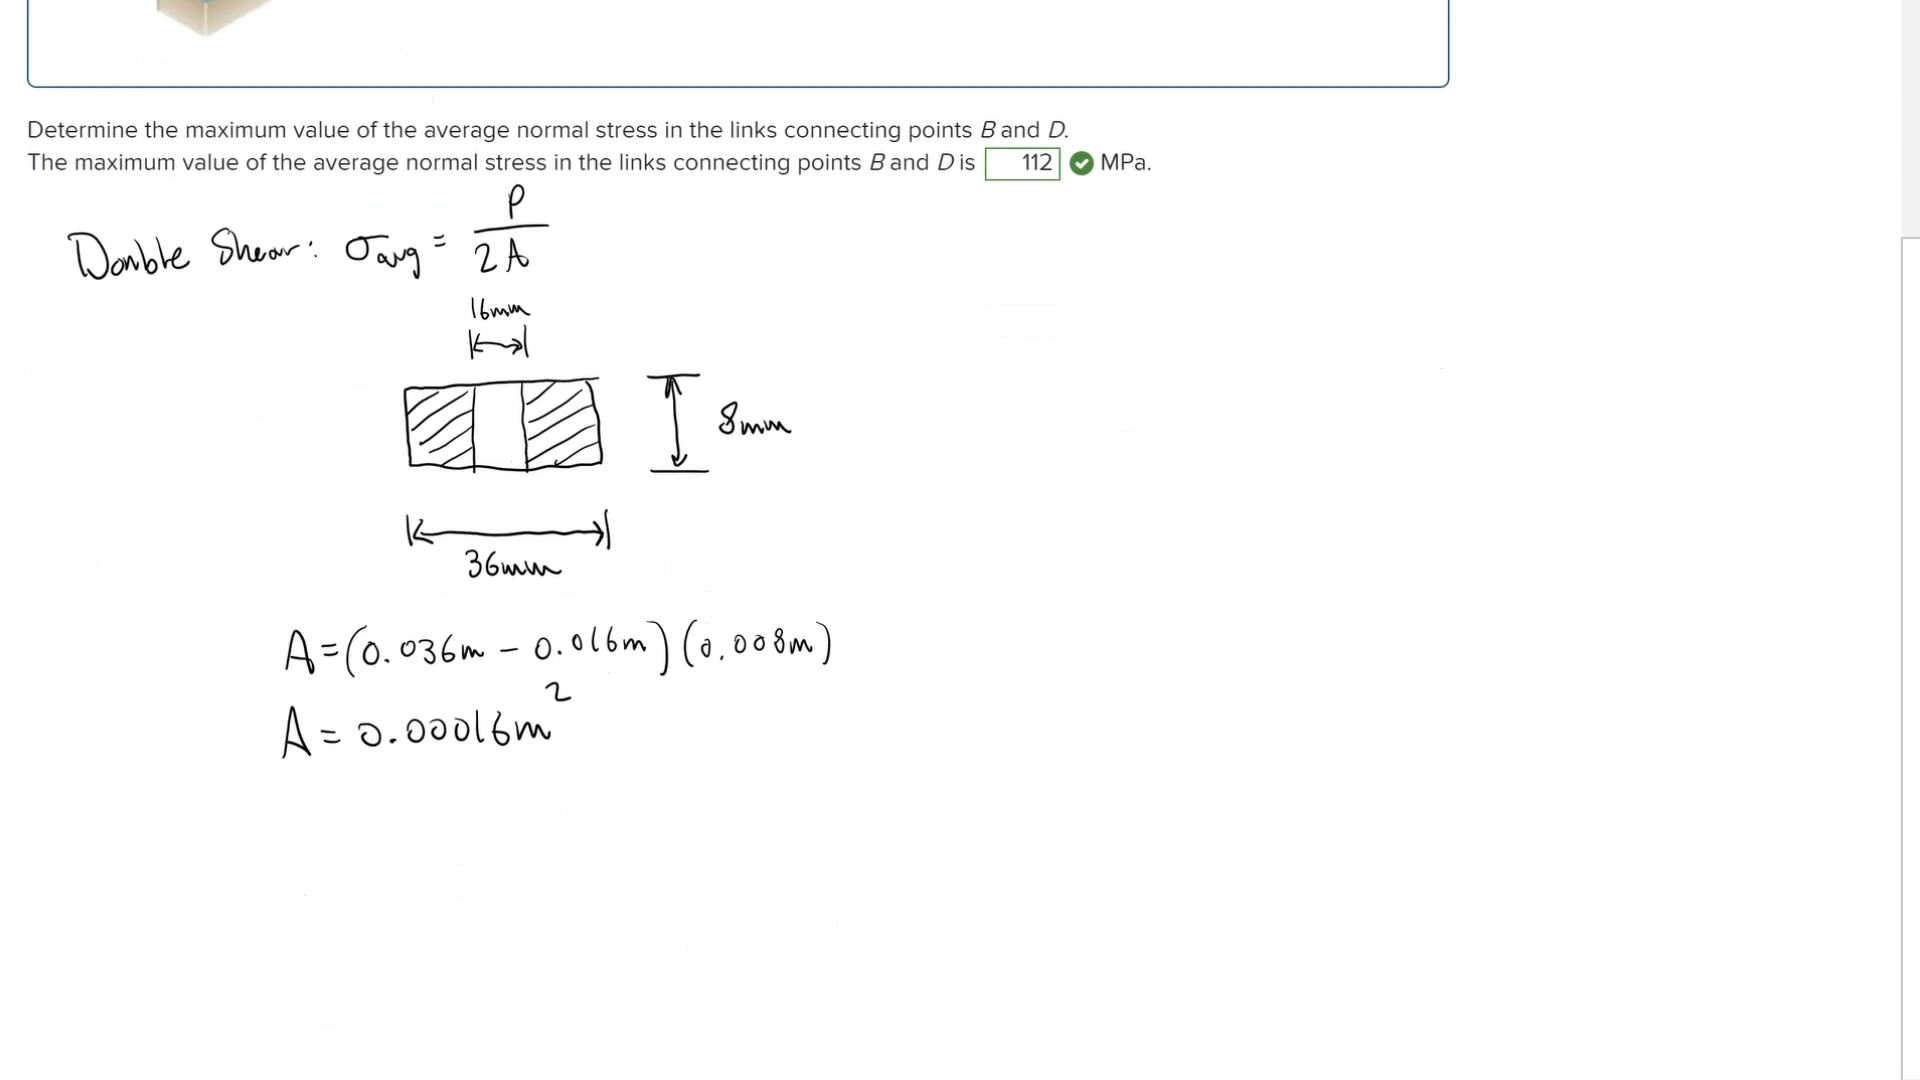 Determine the maximum value of the average normal stress in the links connecting points B and D.
The maximum value of the average normal stress in the links connecting points B and D is 112 MPa.
Double Shear: σavg = P / 2A
16mm
8mm
36mm
A=(0.036m - 0.016m)(0.008m)
A = 0.00016m²